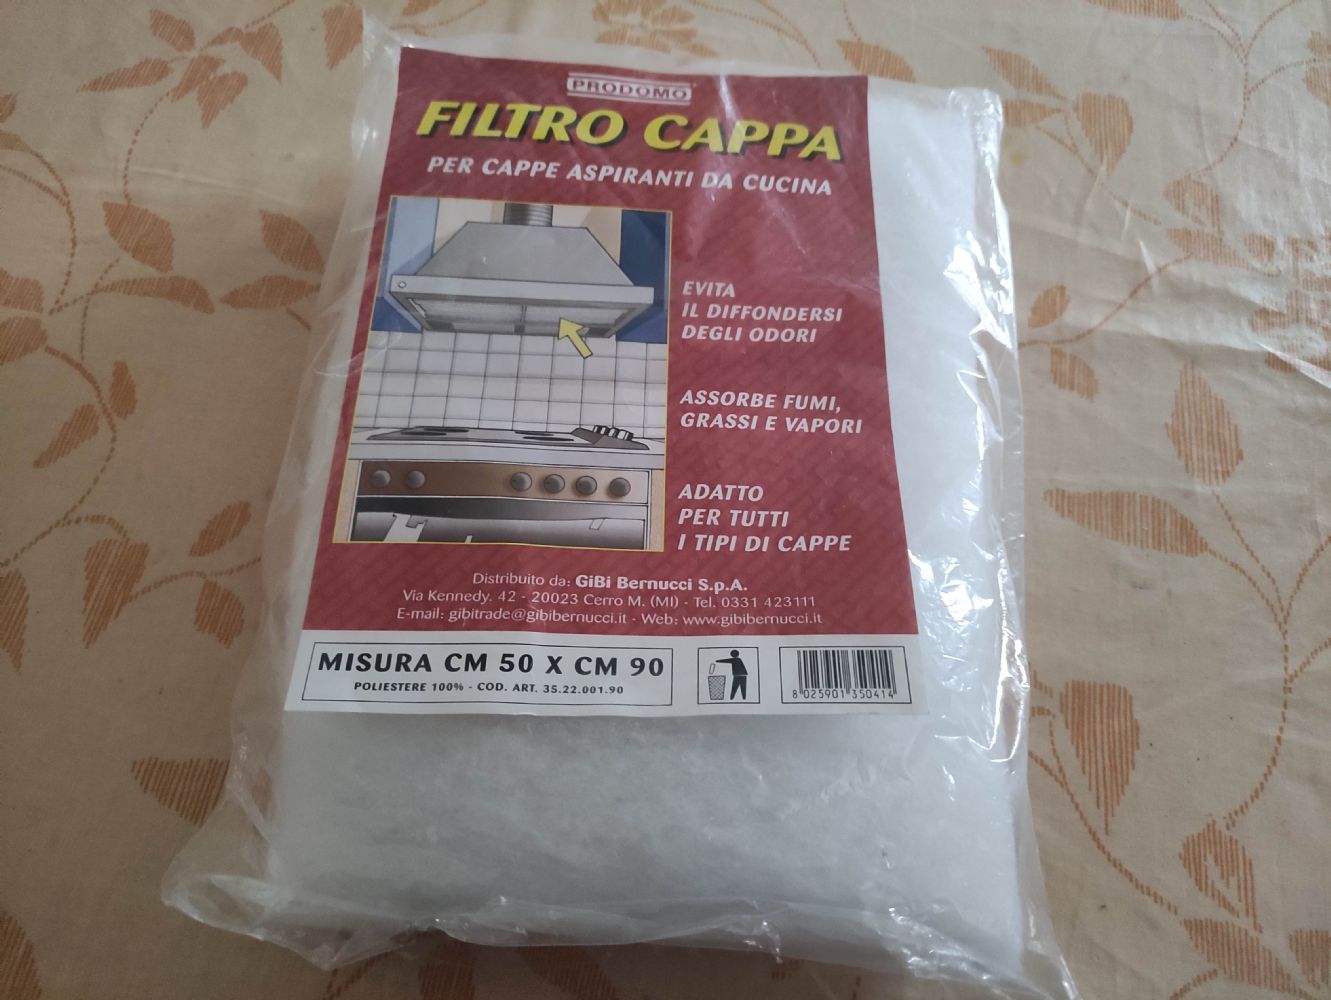 PRODOMO
FILTRO CAPPA
PER CAPPE ASPIRANTI DA CUCINA
EVITA
IL DIFFONDERSI
DEGLI ODORI
ASSORBE FUMI,
GRASSI E VAPORI
ADATTO
PER TUTTI
I TIPI DI CAPPE
Distribuito da: GiBi Bernucci S.p.A.
Via Kennedy. 42 - 20023 Cerro M. (MI) - Tel. 0331 423111
E-mail: gibitrade@gibibernucci.it - Web: www.gibibernucci.it
MISURA CM 50 X CM 90
POLIESTERE 100% - COD. ART. 35.22.001.90
8 025901 350414